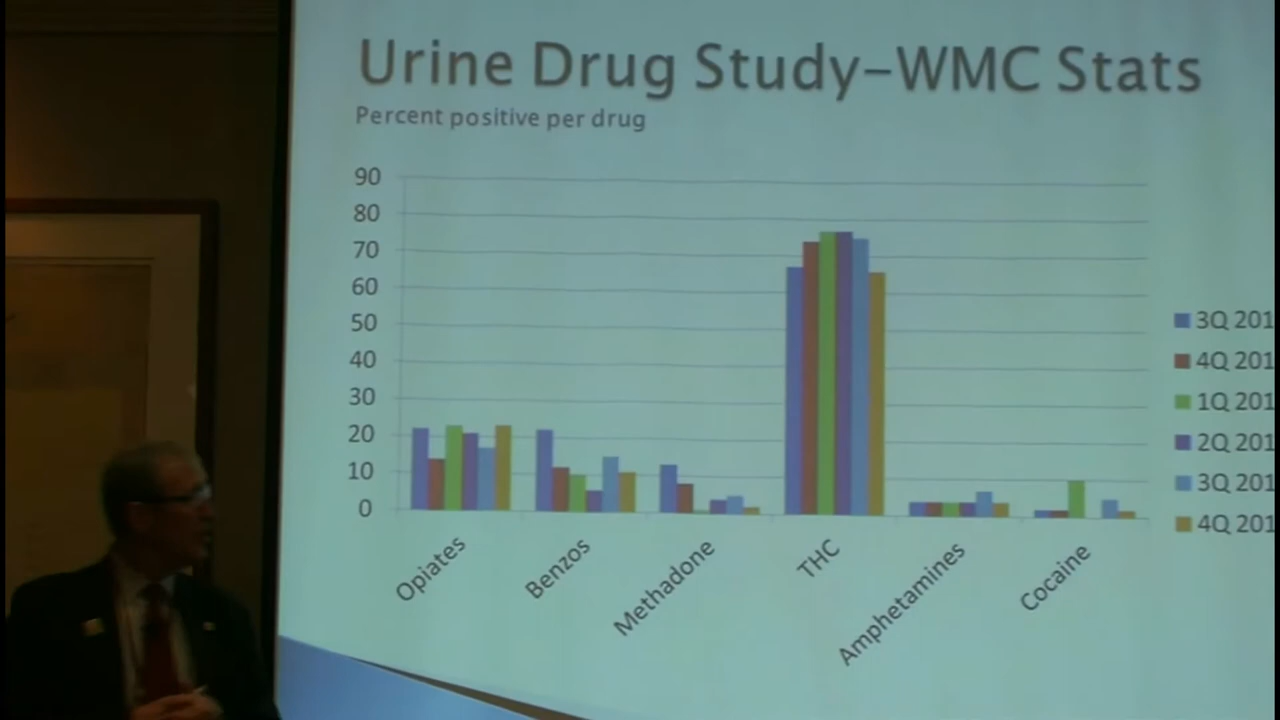 Urine Drug Study–WMC Stats
Percent positive per drug
90
80
70
60
50
40
30
20
10
0
Opiates
Benzos
Methadone
THC
Amphetamines
Cocaine
3Q 201
4Q 201
1Q 201
2Q 201
3Q 201
4Q 201